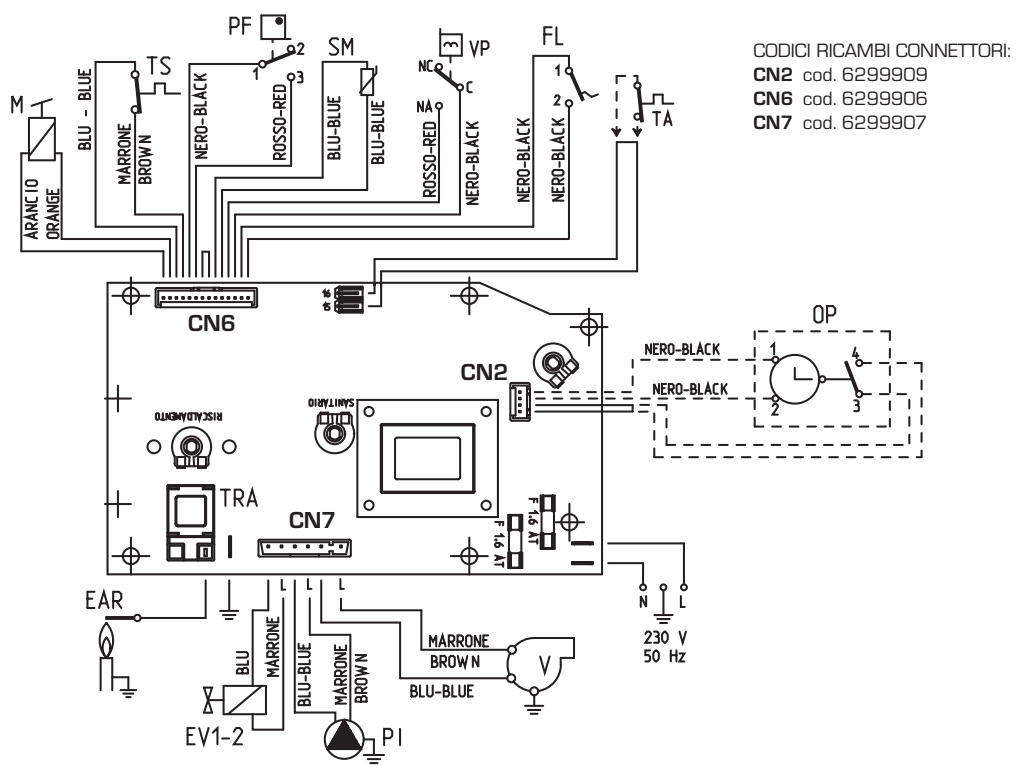 CODICI RICAMBI CONNETTORI:
CN2 cod. 6299909
CN6 cod. 6299906
CN7 cod. 6299907
M
ARANCIO
ORANGE
BLU - BLUE
TS
MARRONE
BROWN
PF
1
2
3
NERO-BLACK
ROSSO-RED
SM
BLU-BLUE
BLU-BLUE
VP
NC
C
NA
ROSSO-RED
NERO-BLACK
FL
1
2
NERO-BLACK
NERO-BLACK
TA
CN6
16
15
CN2
NERO-BLACK
NERO-BLACK
OP
1
2
4
3
RISCALDAMENTO
SANITARIO
TRA
CN7
F 1.6 AT
F 1.6 AT
N
L
230 V
50 Hz
EAR
L
L
L
BLU
MARRONE
BLU-BLUE
MARRONE
BROWN
MARRONE
BROWN
BLU-BLUE
V
EV1-2
PI